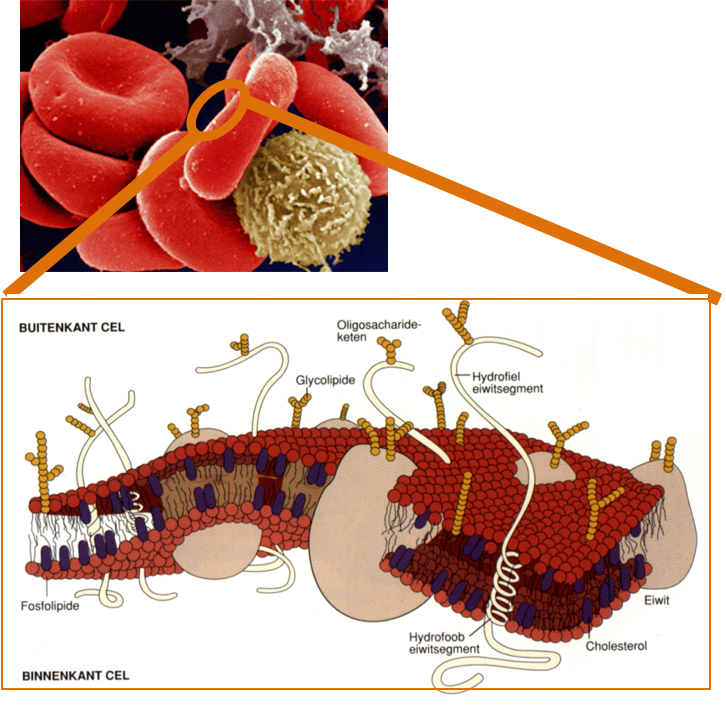 BUITENKANT CEL
Oligosacharide-
keten
Glycolipide
Hydrofiel
eiwitsegment
Fosfolipide
Eiwit
Hydrofoob
eiwitsegment
Cholesterol
BINNENKANT CEL